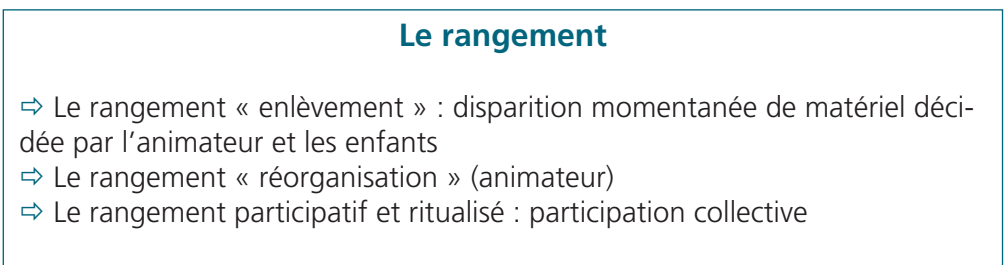 Le rangement
⇨ Le rangement « enlèvement » : disparition momentanée de matériel déci-
dée par l’animateur et les enfants
⇨ Le rangement « réorganisation » (animateur)
⇨ Le rangement participatif et ritualisé : participation collective